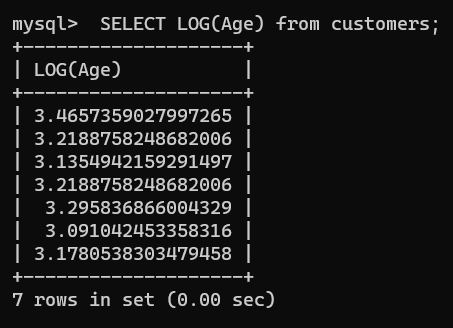 mysql>  SELECT LOG(Age) from customers;
+--------------------+
| LOG(Age)           |
+--------------------+
| 3.4657359027997265 |
| 3.2188758248682006 |
| 3.1354942159291497 |
| 3.2188758248682006 |
|  3.295836866004329 |
|  3.091042453358316 |
| 3.1780538303479458 |
+--------------------+
7 rows in set (0.00 sec)